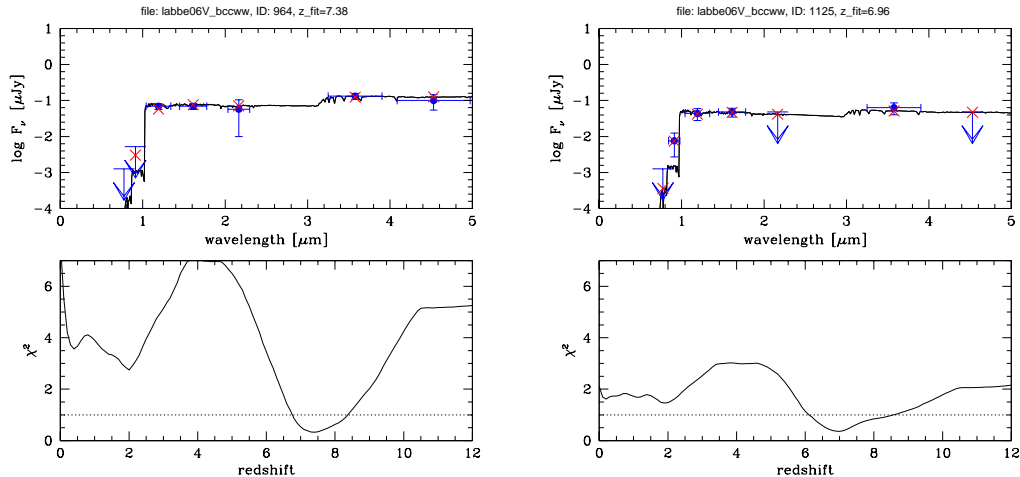 file: labbe06V_bccww, ID: 964, z_fit=7.38
1
0
−1
−2
−3
−4
log Fν [μJy]
0 1 2 3 4 5
wavelength [μm]
6
4
2
0
χ²
0 2 4 6 8 10 12
redshift
file: labbe06V_bccww, ID: 1125, z_fit=6.96
1
0
−1
−2
−3
−4
log Fν [μJy]
0 1 2 3 4 5
wavelength [μm]
6
4
2
0
χ²
0 2 4 6 8 10 12
redshift